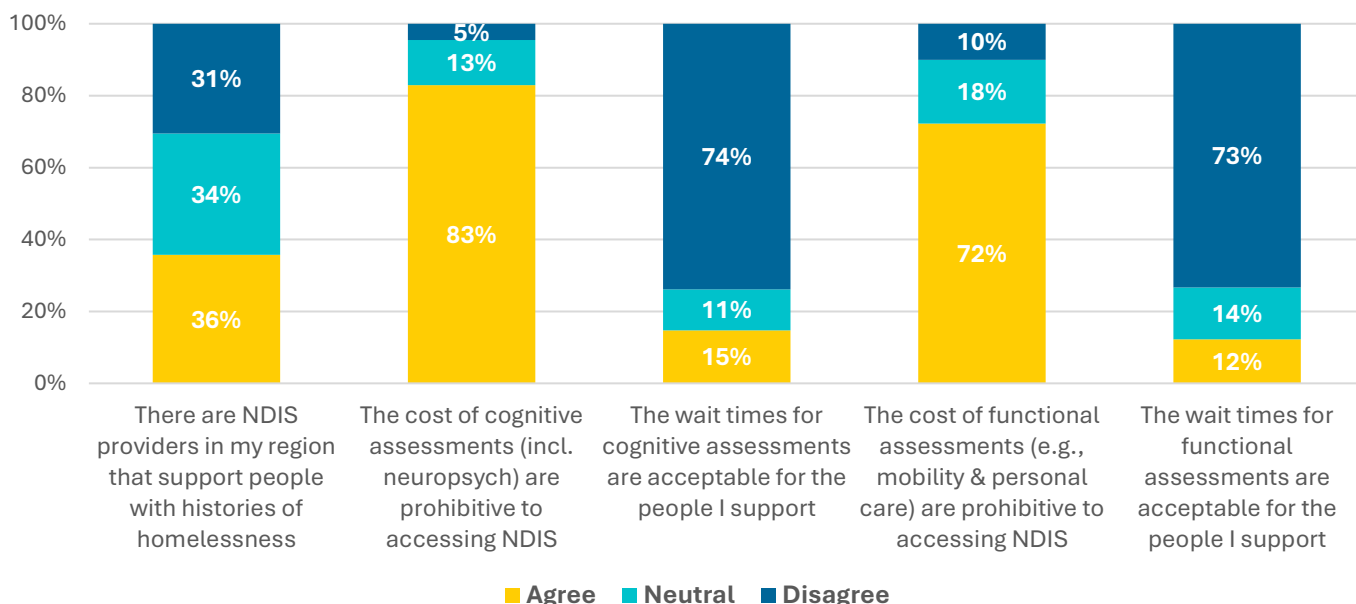 100%
80%
60%
40%
20%
0%
31%
34%
36%
5%
13%
83%
74%
11%
15%
10%
18%
72%
73%
14%
12%
There are NDIS
providers in my region
that support people
with histories of
homelessness
The cost of cognitive
assessments (incl.
neuropsych) are
prohibitive to
accessing NDIS
The wait times for
cognitive assessments
are acceptable for the
people I support
The cost of functional
assessments (e.g.,
mobility & personal
care) are prohibitive to
accessing NDIS
The wait times for
functional
assessments are
acceptable for the
people I support
Agree Neutral Disagree